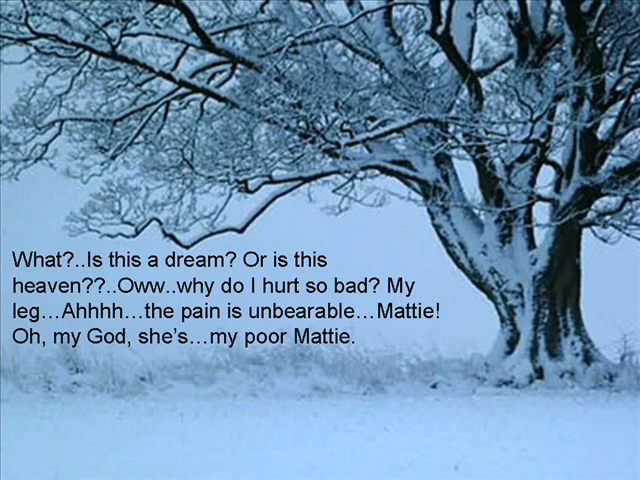 What?..Is this a dream? Or is this
heaven??..Oww..why do I hurt so bad? My
leg…Ahhhh…the pain is unbearable…Mattie!
Oh, my God, she’s…my poor Mattie.